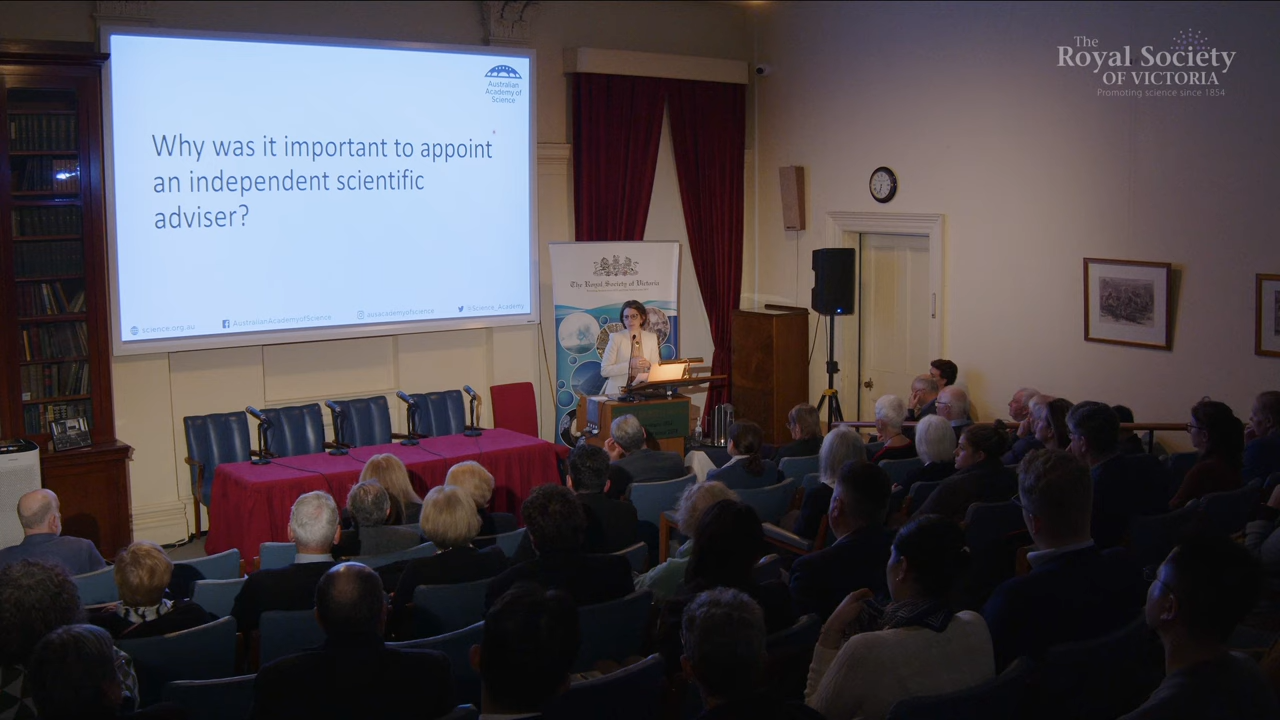 The
Royal Society
OF VICTORIA
Promoting science since 1854
Australian
Academy of
Science
Why was it important to appoint
an independent scientific
adviser?
science.org.au
AustralianAcademyofScience
ausacademyofscience
@Science_Academy
The Royal Society of Victoria